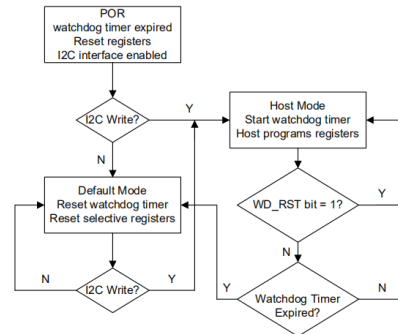 POR
watchdog timer expired
Reset registers
I2C interface enabled
I2C Write?
Y
N
Host Mode
Start watchdog timer
Host programs registers
Default Mode
Reset watchdog timer
Reset selective registers
WD_RST bit = 1?
Y
N
I2C Write?
N
Y
Watchdog Timer
Expired?
Y
N